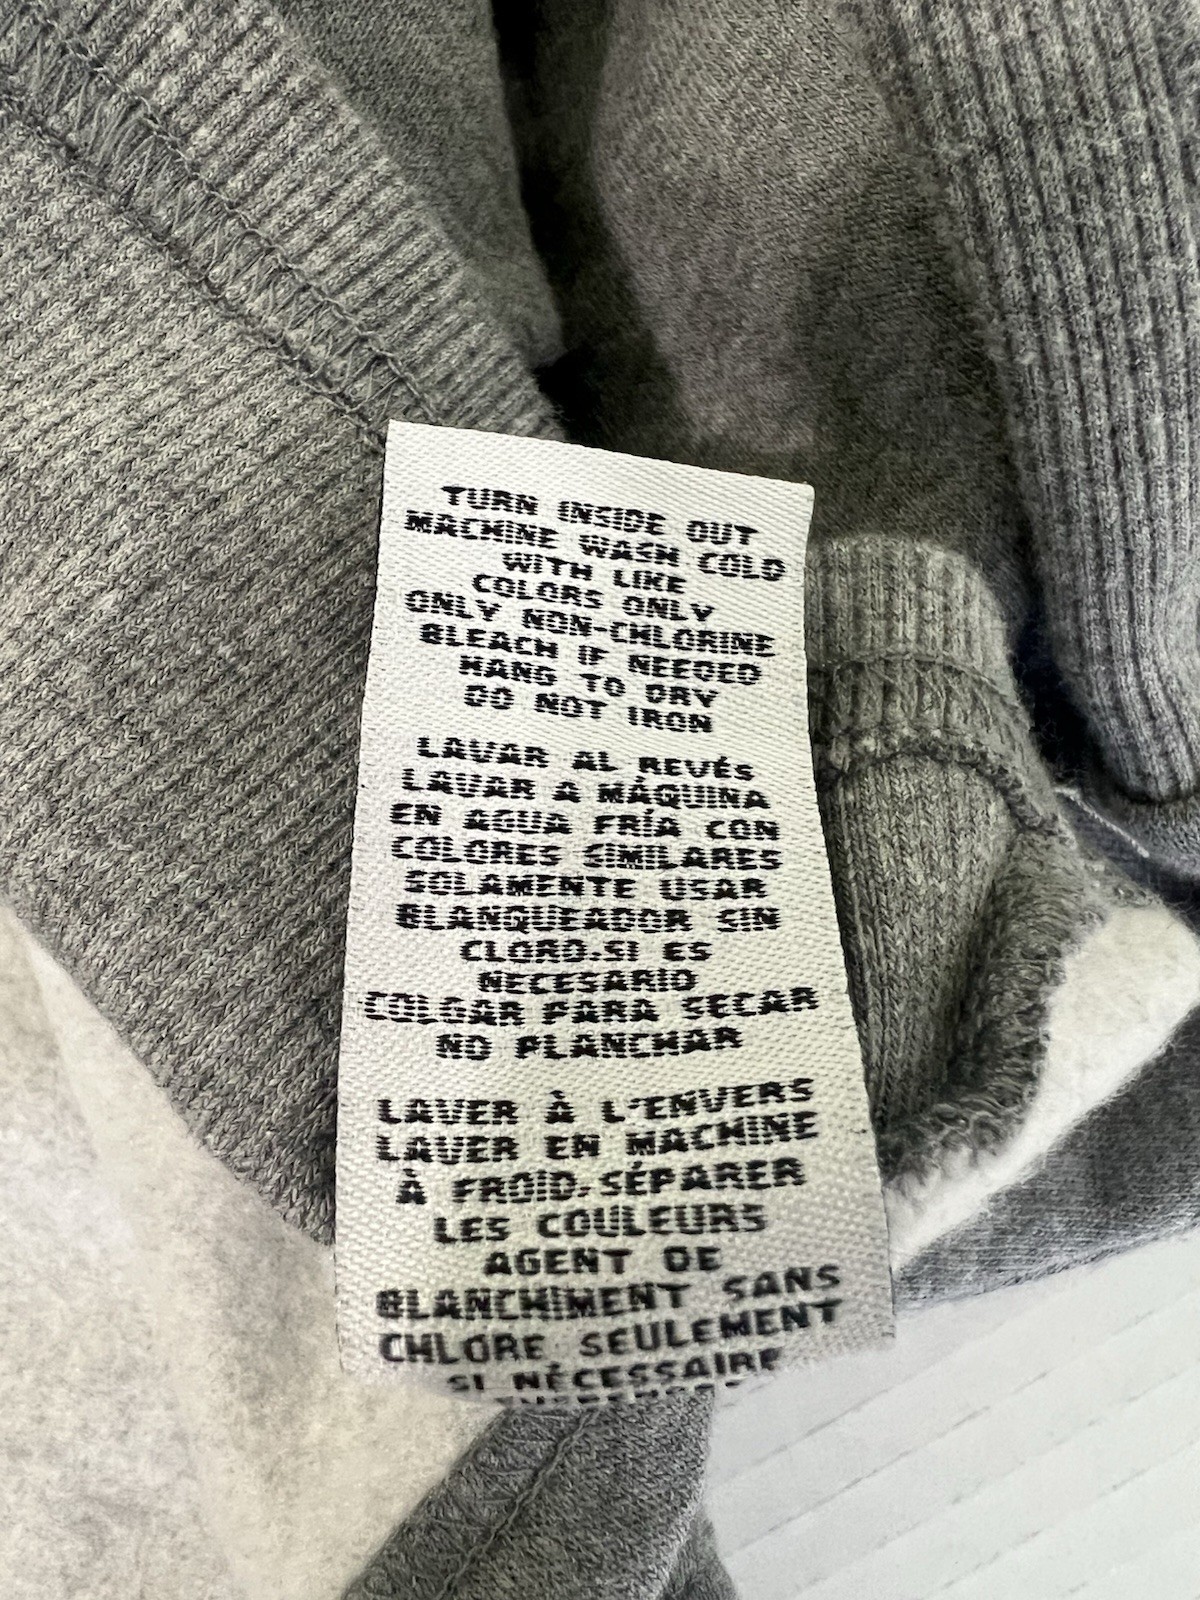 TURN INSIDE OUT
MACHINE WASH COLD
WITH LIKE
COLORS ONLY
ONLY NON-CHLORINE
BLEACH IF NEEDED
HANG TO DRY
DO NOT IRON
LAVAR AL REVÉS
LAVAR A MÁQUINA
EN AGUA FRÍA CON
COLORES SIMILARES
SOLAMENTE USAR
BLANQUEADOR SIN
CLORO.SI ES
NECESARIO
COLGAR PARA SECAR
NO PLANCHAR
LAVER À L'ENVERS
LAVER EN MACHINE
À FROID,SÉPARER
LES COULEURS
AGENT DE
BLANCHIMENT SANS
CHLORE SEULEMENT
SI NÉCESSAIRE